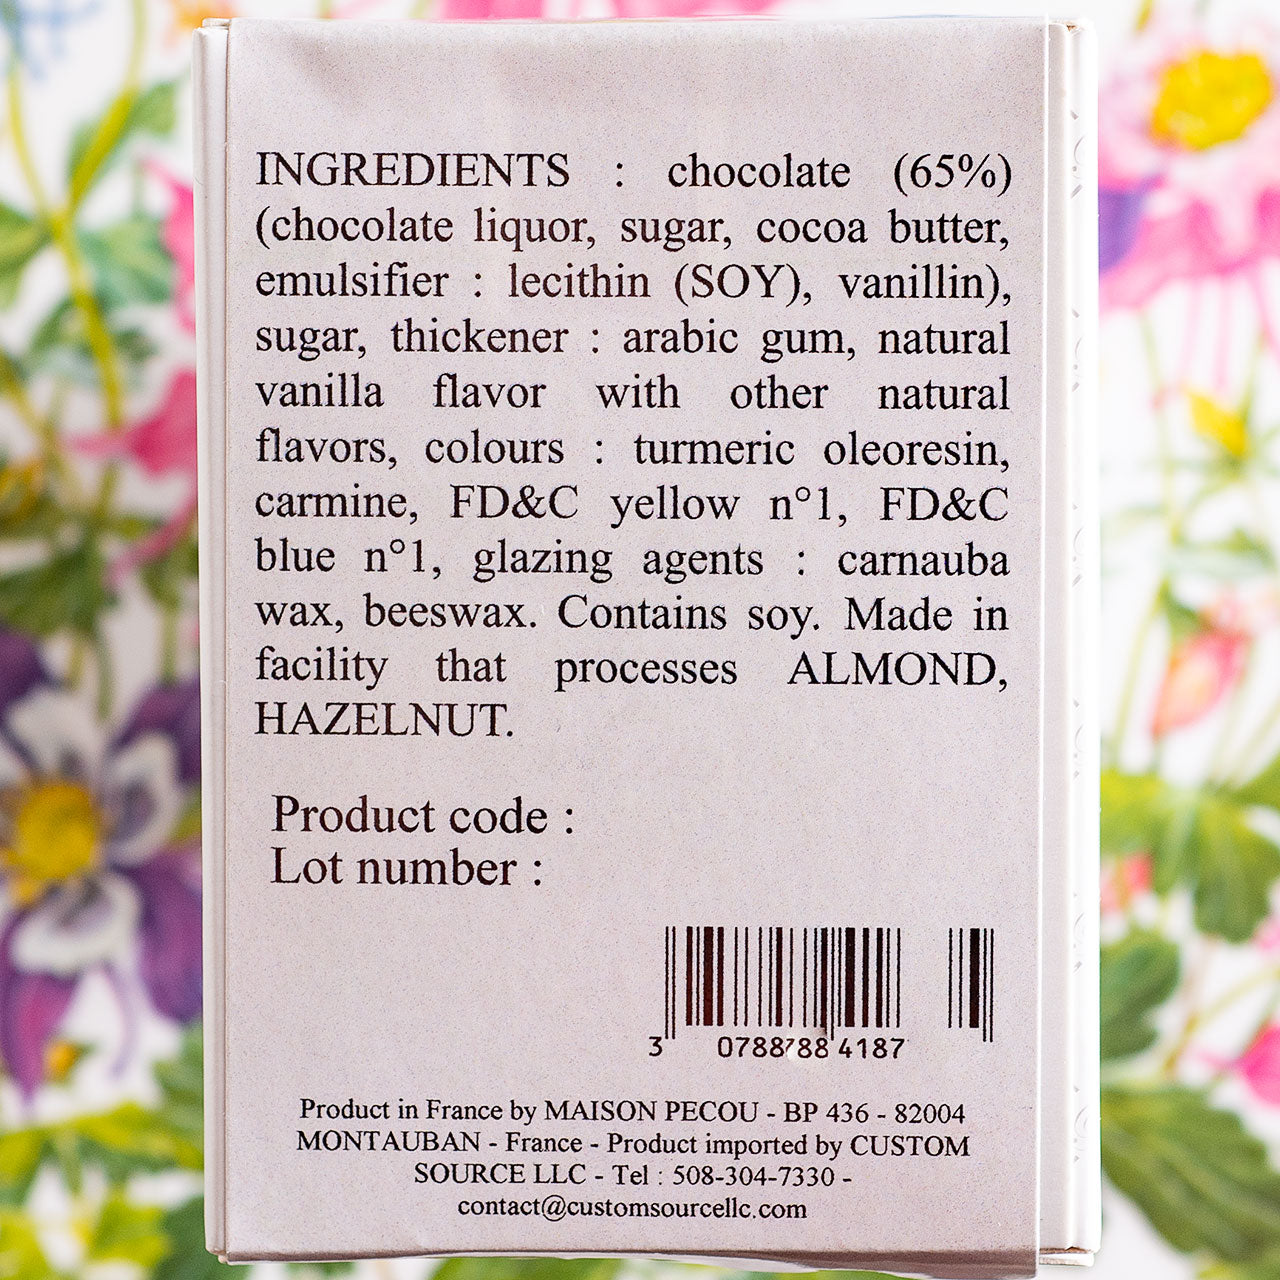 INGREDIENTS : chocolate (65%)
(chocolate liquor, sugar, cocoa butter,
emulsifier : lecithin (SOY), vanillin),
sugar, thickener : arabic gum, natural
vanilla flavor with other natural
flavors, colours : turmeric oleoresin,
carmine, FD&C yellow n°1, FD&C
blue n°1, glazing agents : carnauba
wax, beeswax. Contains soy. Made in
facility that processes ALMOND,
HAZELNUT.
Product code :
Lot number :
3 078878 884187
Product in France by MAISON PECOU - BP 436 - 82004
MONTAUBAN - France - Product imported by CUSTOM
SOURCE LLC - Tel : 508-304-7330 -
contact@customsourcellc.com